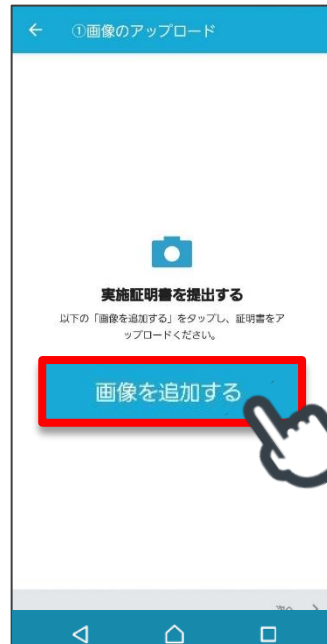 ①画像のアップロード
実施証明書を提出する
以下の「画像を追加する」をタップし、証明書をア
ップロードください。
画像を追加する